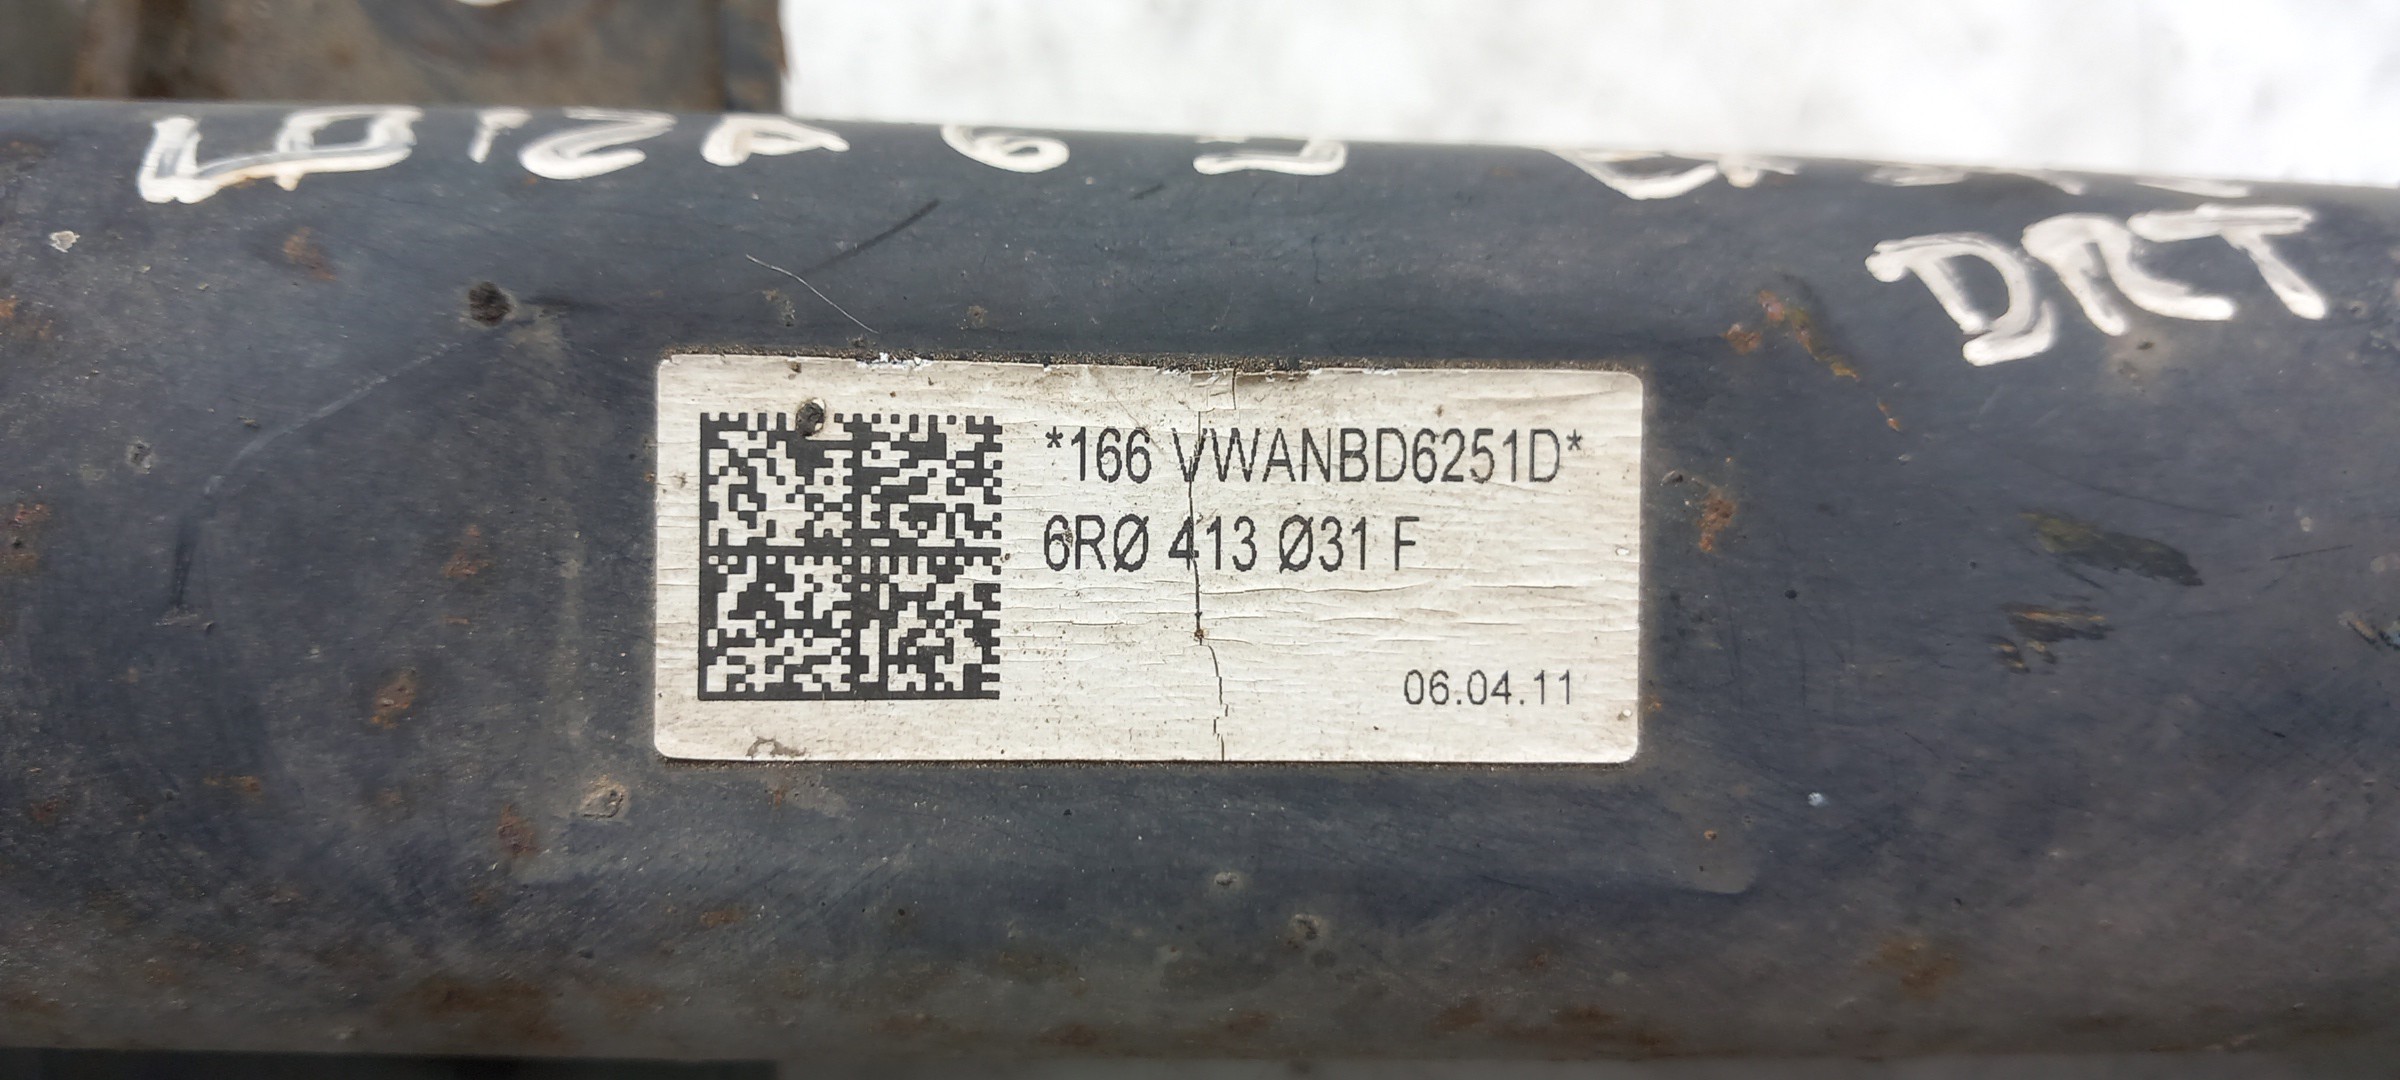 DRT
*166 VWANBD6251D*
6RØ 413 Ø31 F
06.04.11